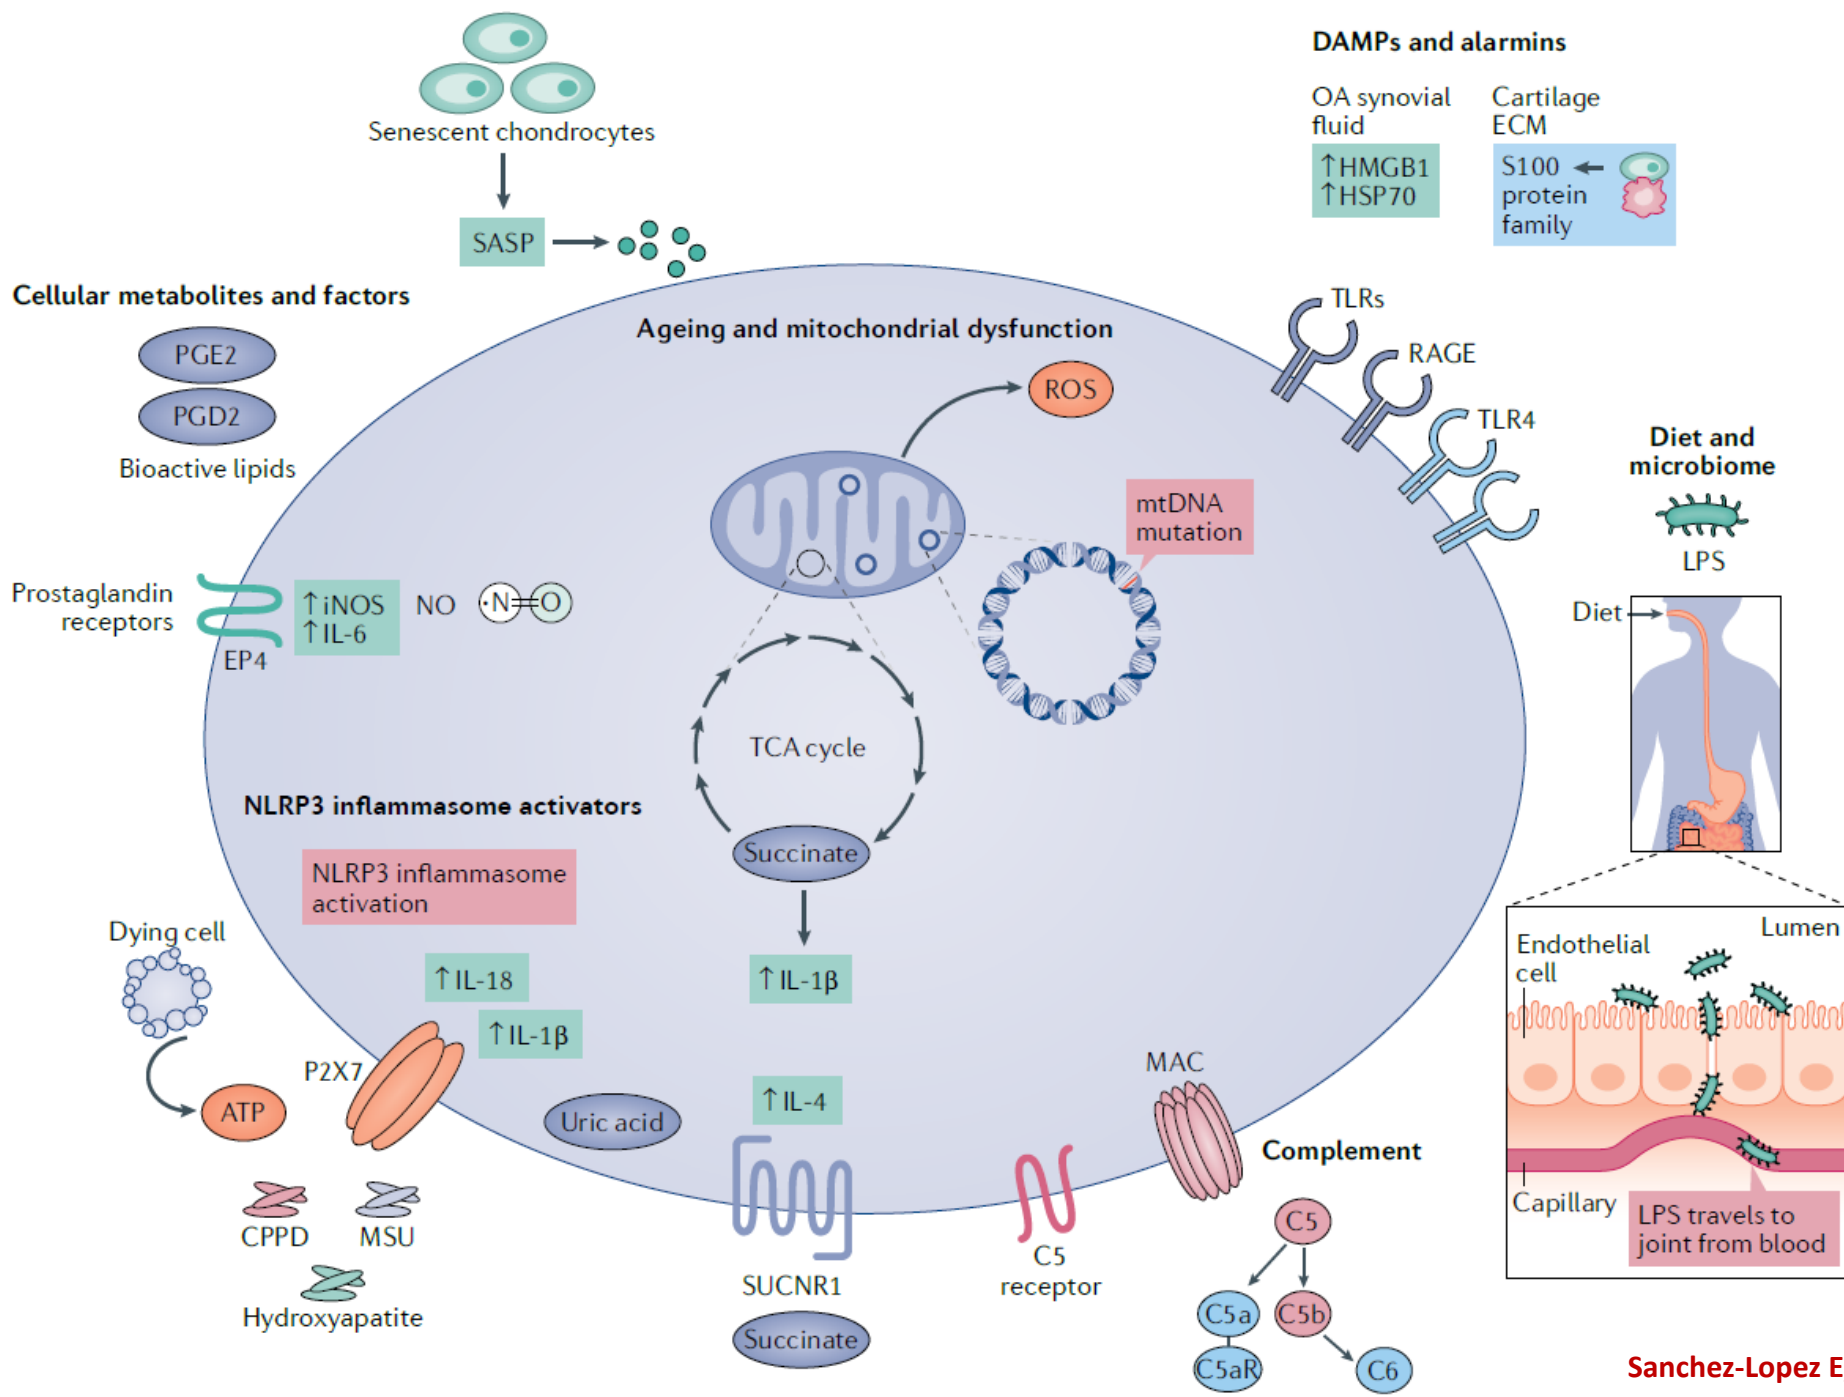 Senescent chondrocytes
SASP
DAMPs and alarmins
OA synovial
fluid
↑HMGB1
↑HSP70
Cartilage
ECM
S100
protein
family
Cellular metabolites and factors
PGE2
PGD2
Bioactive lipids
Ageing and mitochondrial dysfunction
ROS
mtDNA
mutation
TLRs
RAGE
TLR4
Diet and
microbiome
LPS
Diet
Prostaglandin
receptors
EP4
↑iNOS
↑IL-6
NO
·N=O
TCA cycle
Succinate
↑IL-1β
NLRP3 inflammasome activators
NLRP3 inflammasome
activation
↑IL-18
↑IL-1β
Dying cell
ATP
P2X7
CPPD
MSU
Hydroxyapatite
Uric acid
↑IL-4
SUCNR1
Succinate
C5
receptor
MAC
Complement
C5
C5a
C5b
C5aR
C6
Lumen
Endothelial
cell
Capillary
LPS travels to
joint from blood
Sanchez-Lopez E